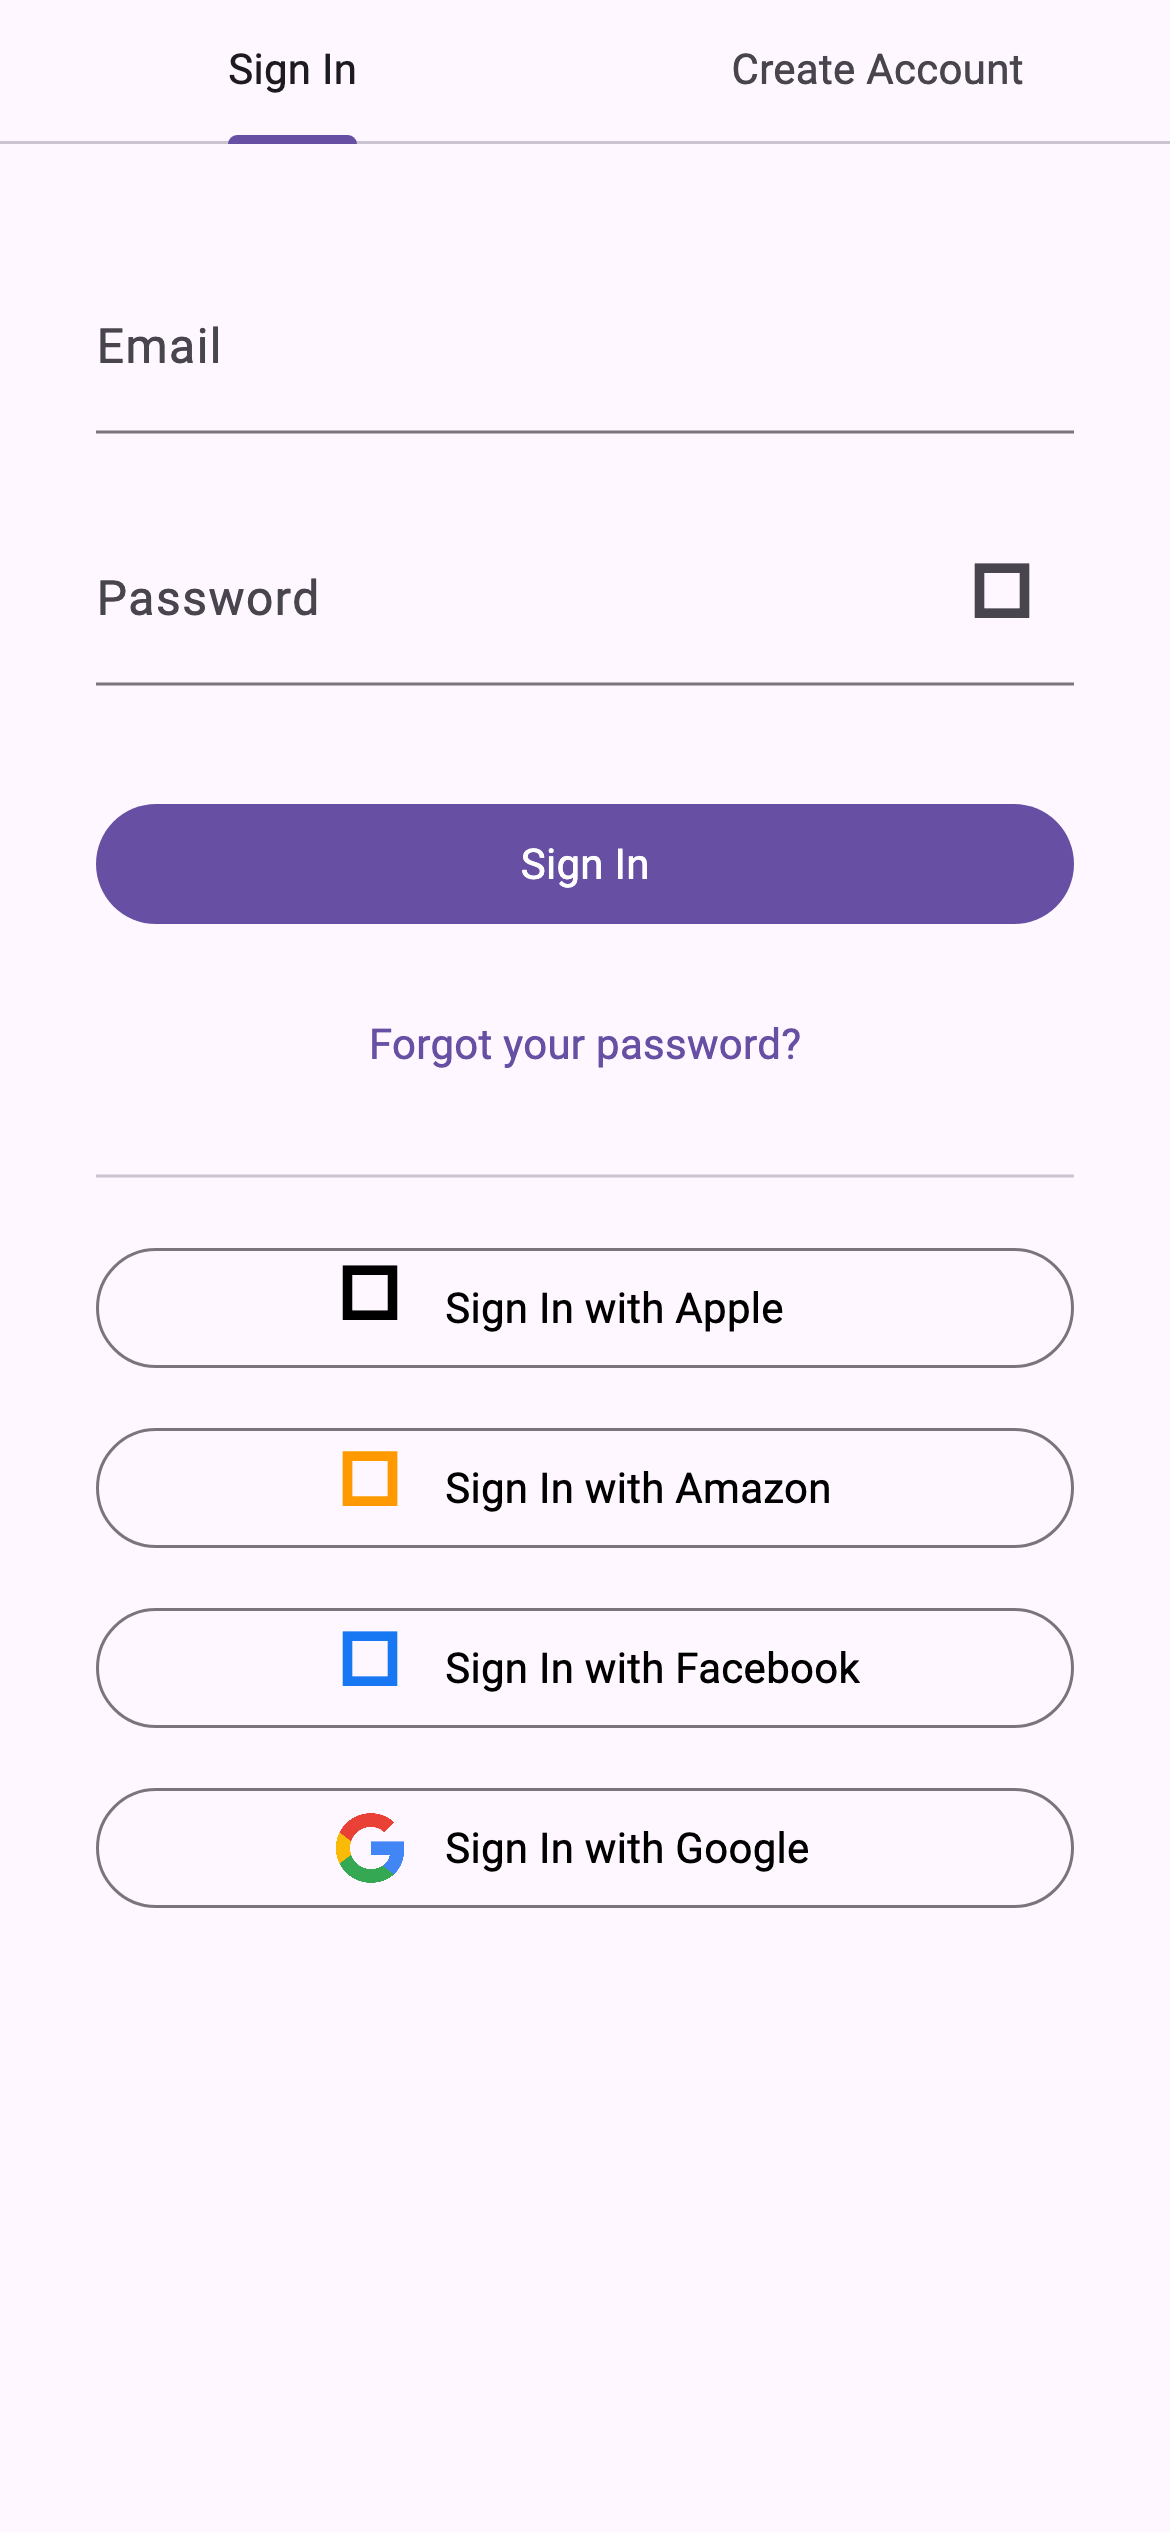 Sign In
Create Account
Email
Password
Sign In
Forgot your password?
Sign In with Apple
Sign In with Amazon
Sign In with Facebook
Sign In with Google